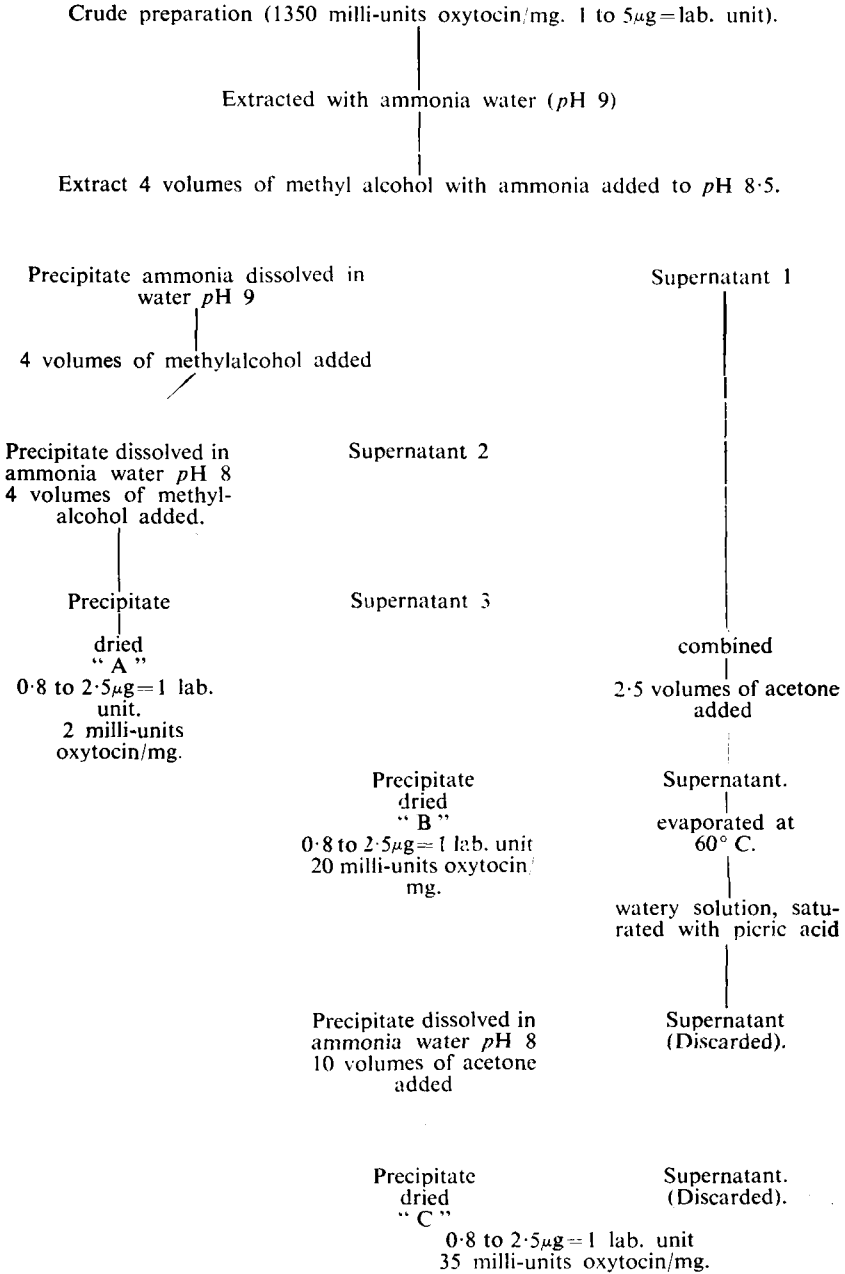 Crude preparation (1350 milli-units oxytocin/mg. 1 to 5μg=lab. unit).
Extracted with ammonia water (pH 9)
Extract 4 volumes of methyl alcohol with ammonia added to pH 8·5.
Precipitate ammonia dissolved in
water pH 9
Supernatant 1
4 volumes of methylalcohol added
Precipitate dissolved in
ammonia water pH 8
4 volumes of methyl-
alcohol added.
Supernatant 2
Precipitate
Supernatant 3
dried
“ A ”
0·8 to 2·5μg=1 lab.
unit.
2 milli-units
oxytocin/mg.
combined
2·5 volumes of acetone
added
Precipitate
dried
“ B ”
0·8 to 2·5μg=1 lab. unit
20 milli-units oxytocin/
mg.
Supernatant.
evaporated at
60° C.
watery solution, satu-
rated with picric acid
Precipitate dissolved in
ammonia water pH 8
10 volumes of acetone
added
Supernatant
(Discarded).
Precipitate
dried
“ C ”
0·8 to 2·5μg=1 lab. unit
35 milli-units oxytocin/mg.
Supernatant.
(Discarded).